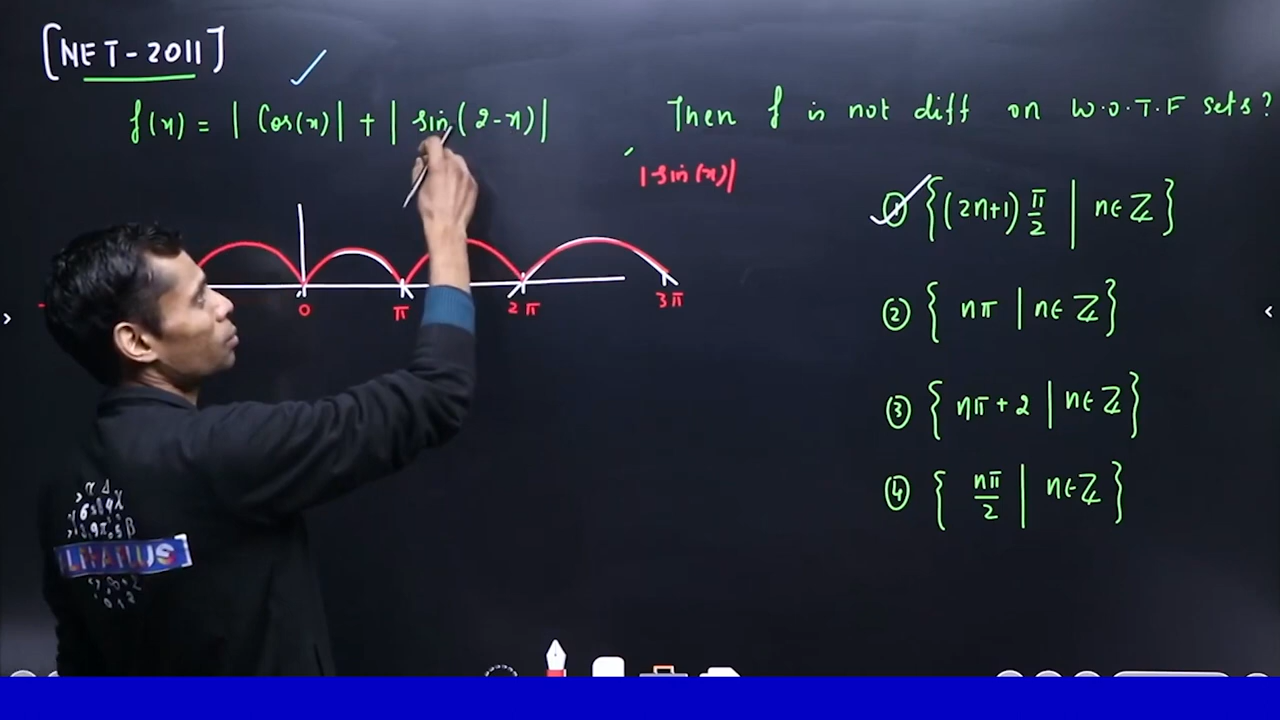 [NET-2011]
f(x) = | Cos(x)| + | sin(2-x)|
Then f is not diff on W.O.T.F sets?
|sin(x)|
① {(2n+1) π/2 | n∈ℤ}
② { nπ | n∈ℤ }
③ { nπ + 2 | n∈ℤ }
④ { nπ/2 | n∈ℤ }
0 π 2π 3π